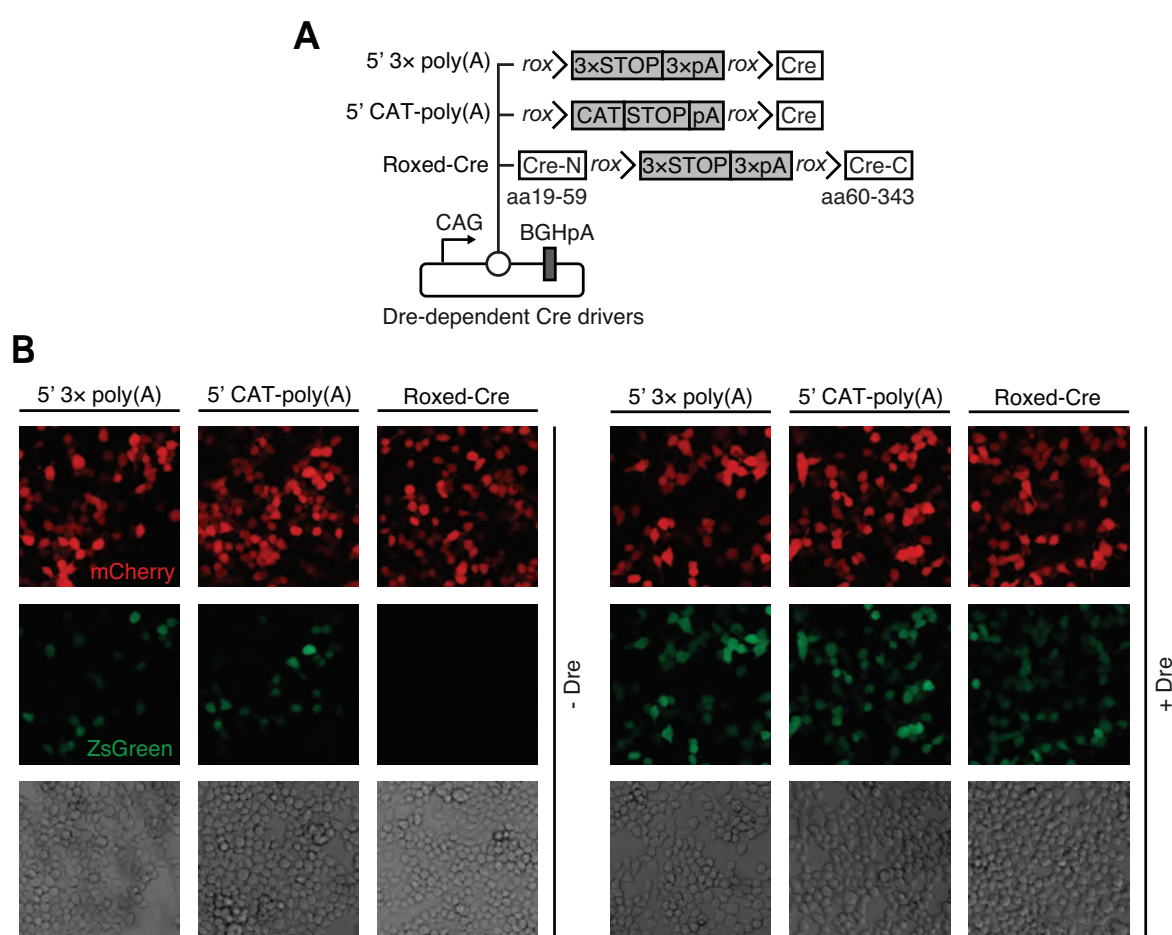 A
5' 3× poly(A) rox 3×STOP 3×pA rox Cre
5' CAT-poly(A) rox CAT STOP pA rox Cre
Roxed-Cre Cre-N rox 3×STOP 3×pA rox Cre-C
aa19-59 aa60-343
CAG BGHpA
Dre-dependent Cre drivers
B
5' 3× poly(A) 5' CAT-poly(A) Roxed-Cre 5' 3× poly(A) 5' CAT-poly(A) Roxed-Cre
mCherry
ZsGreen
- Dre
+ Dre